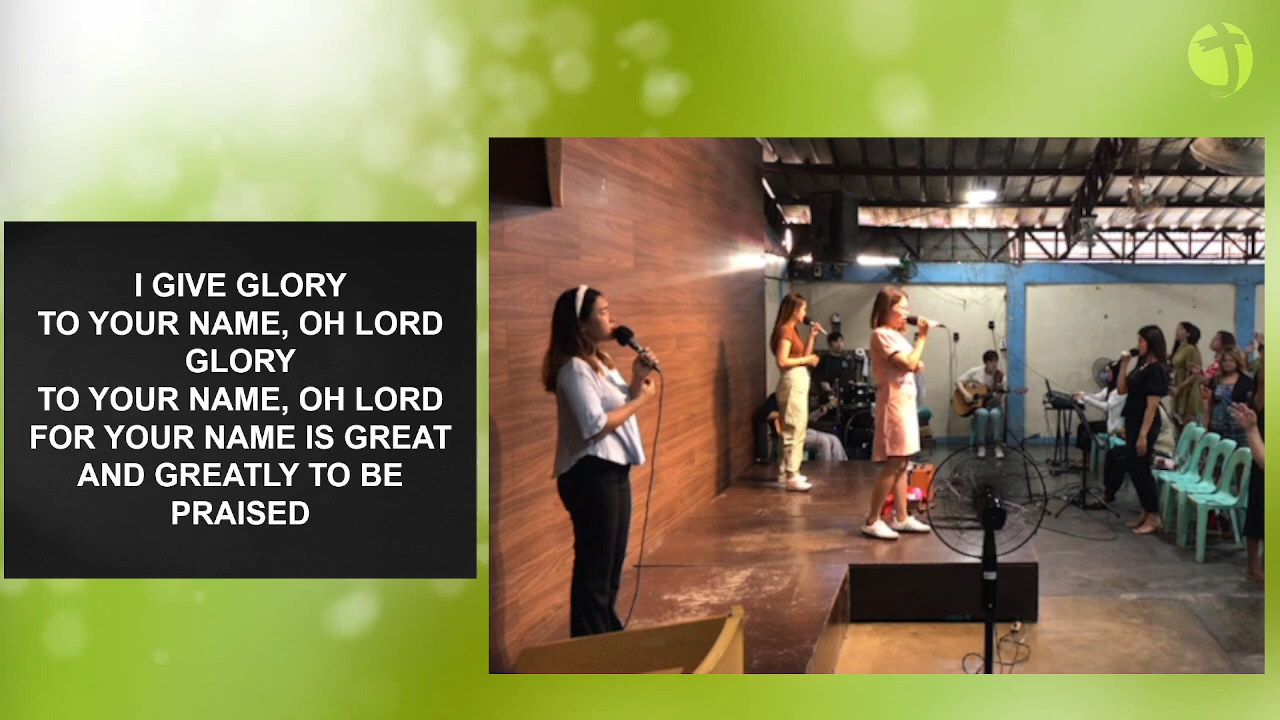 I GIVE GLORY
TO YOUR NAME, OH LORD
GLORY
TO YOUR NAME, OH LORD
FOR YOUR NAME IS GREAT
AND GREATLY TO BE
PRAISED